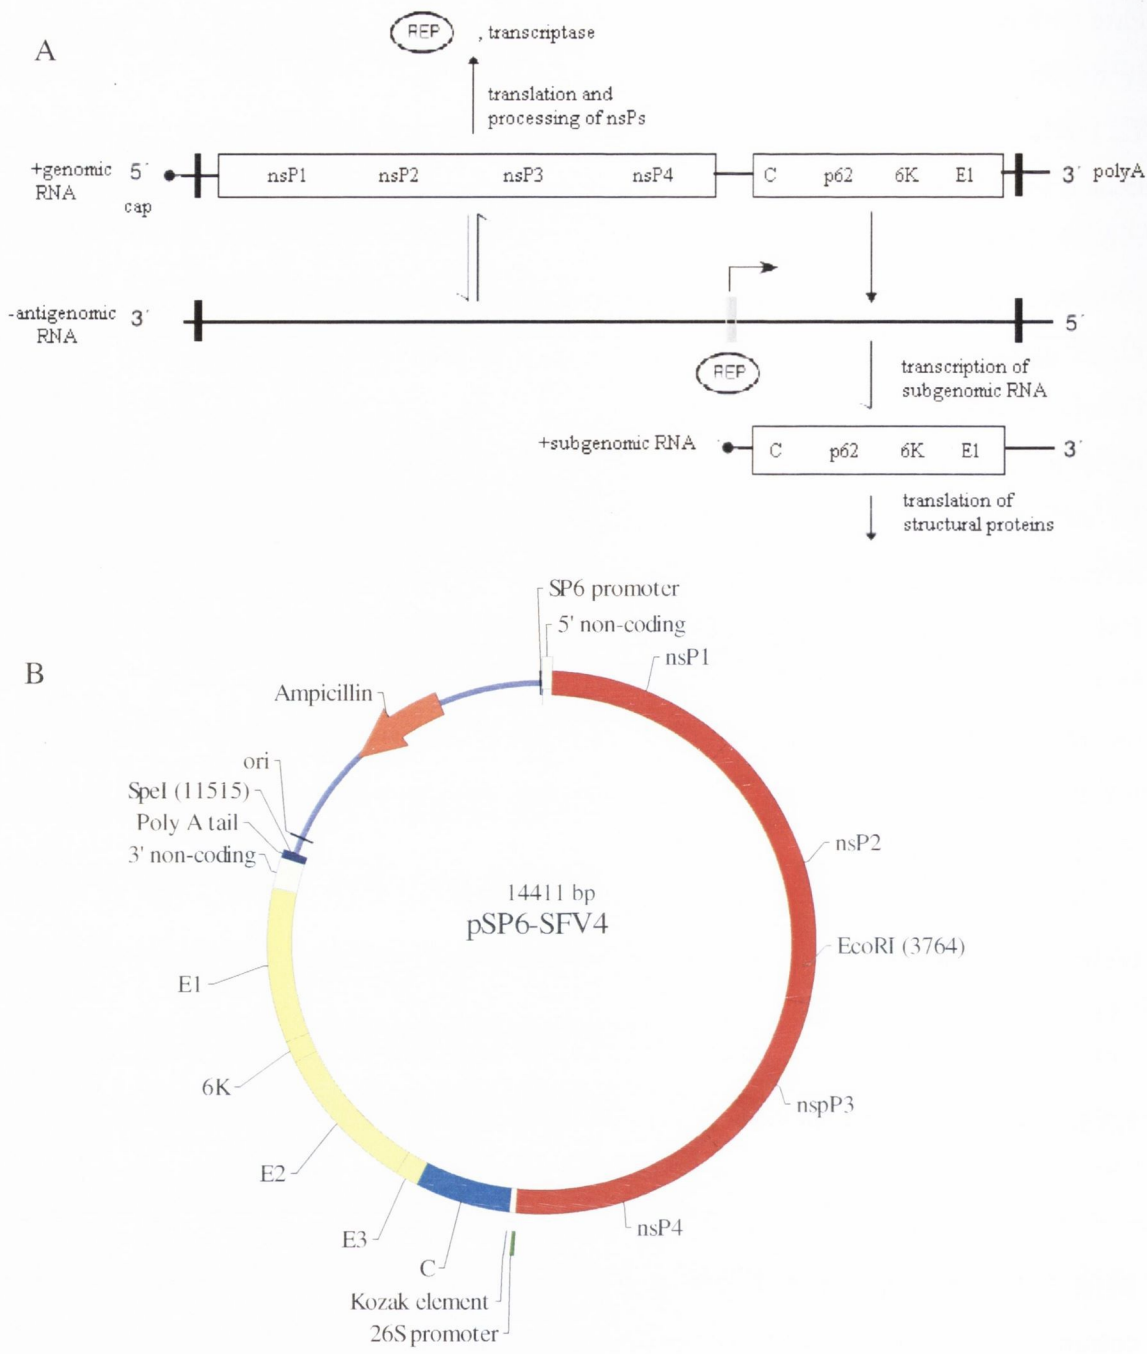 A
REP , transcriptase
translation and
processing of nsPs
+genomic
RNA
5´
cap
nsP1 nsP2 nsP3 nsP4
C p62 6K E1
3´ polyA
-antigenomic
RNA
3´
5´
REP
transcription of
subgenomic RNA
+subgenomic RNA
C p62 6K E1
3´
translation of
structural proteins
B
SP6 promoter
5' non-coding
nsP1
Ampicillin
ori
SpeI (11515)
Poly A tail
3' non-coding
nsP2
14411 bp
pSP6-SFV4
EcoRI (3764)
E1
6K
nspP3
E2
E3
nsP4
C
Kozak element
26S promoter